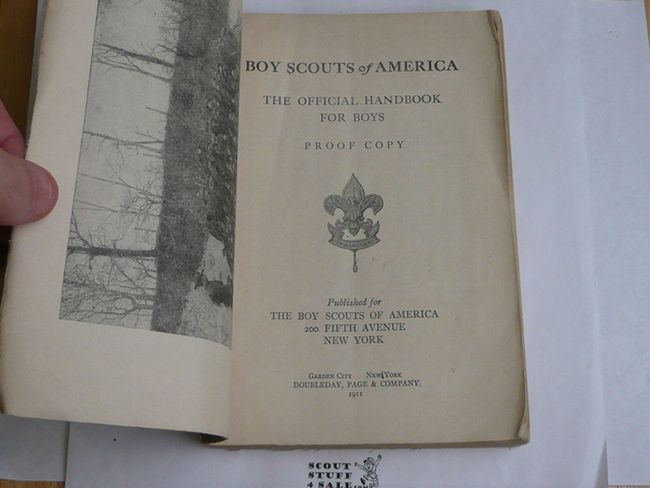 BOY SCOUTS of AMERICA
THE OFFICIAL HANDBOOK
FOR BOYS
PROOF COPY
Published for
THE BOY SCOUTS OF AMERICA
200 FIFTH AVENUE
NEW YORK
GARDEN CITY NEW YORK
DOUBLEDAY, PAGE & COMPANY
1911
SCOUT
STUFF
4 SALE